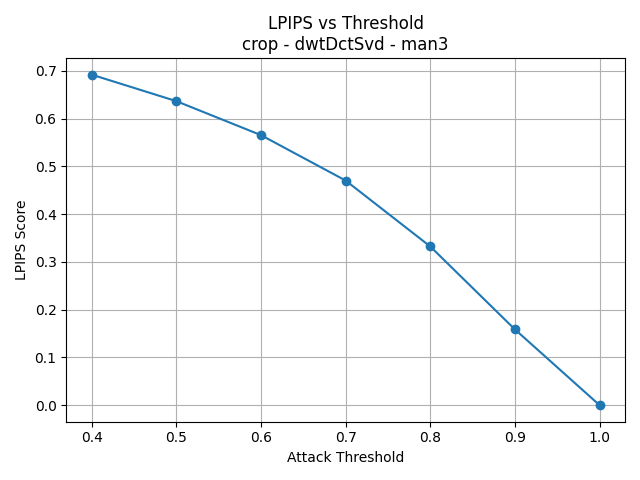 LPIPS vs Threshold
crop - dwtDctSvd - man3
0.7
0.6
0.5
0.4
0.3
0.2
0.1
0.0
LPIPS Score
0.4 0.5 0.6 0.7 0.8 0.9 1.0
Attack Threshold